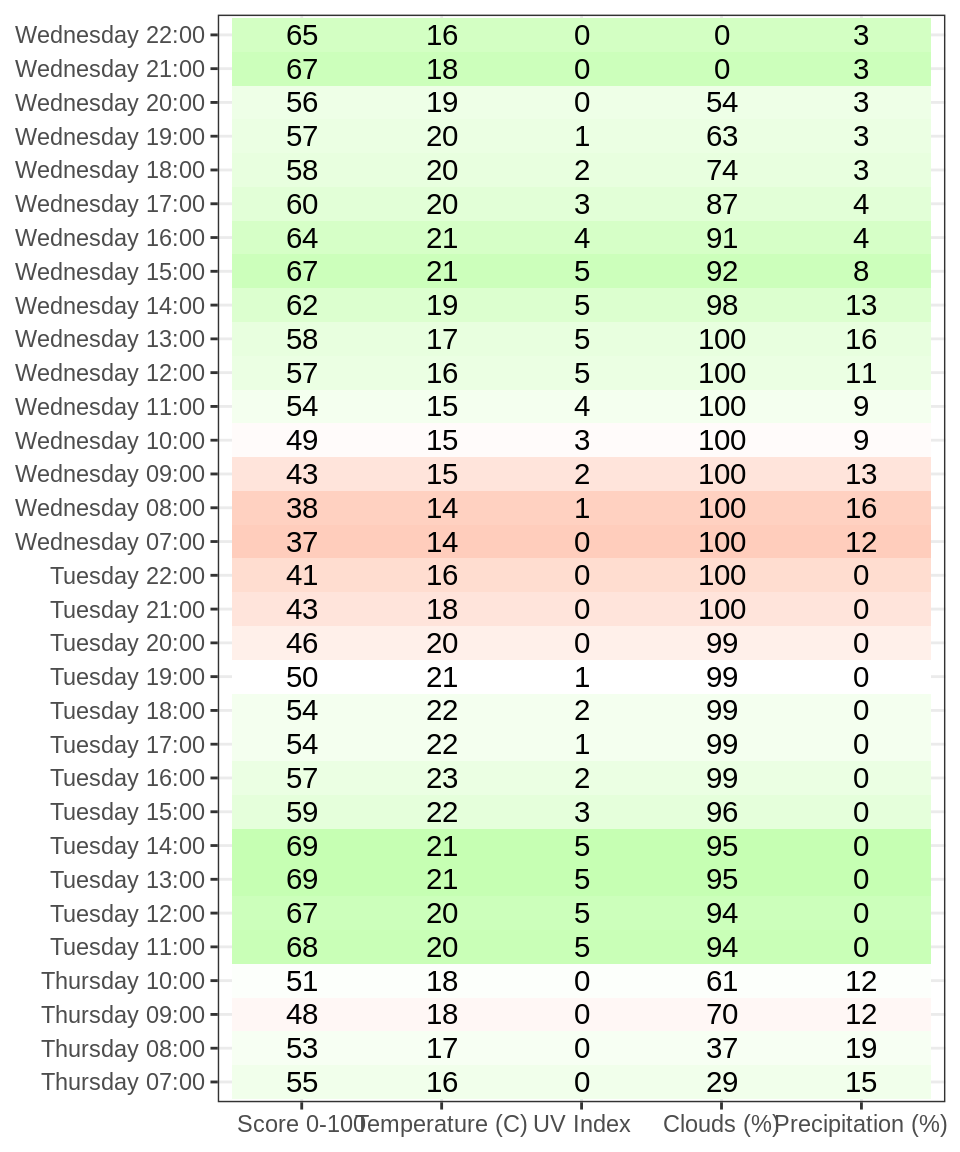 Wednesday 22:00 65 16 0 0 3
Wednesday 21:00 67 18 0 0 3
Wednesday 20:00 56 19 0 54 3
Wednesday 19:00 57 20 1 63 3
Wednesday 18:00 58 20 2 74 3
Wednesday 17:00 60 20 3 87 4
Wednesday 16:00 64 21 4 91 4
Wednesday 15:00 67 21 5 92 8
Wednesday 14:00 62 19 5 98 13
Wednesday 13:00 58 17 5 100 16
Wednesday 12:00 57 16 5 100 11
Wednesday 11:00 54 15 4 100 9
Wednesday 10:00 49 15 3 100 9
Wednesday 09:00 43 15 2 100 13
Wednesday 08:00 38 14 1 100 16
Wednesday 07:00 37 14 0 100 12
Tuesday 22:00 41 16 0 100 0
Tuesday 21:00 43 18 0 100 0
Tuesday 20:00 46 20 0 99 0
Tuesday 19:00 50 21 1 99 0
Tuesday 18:00 54 22 2 99 0
Tuesday 17:00 54 22 1 99 0
Tuesday 16:00 57 23 2 99 0
Tuesday 15:00 59 22 3 96 0
Tuesday 14:00 69 21 5 95 0
Tuesday 13:00 69 21 5 95 0
Tuesday 12:00 67 20 5 94 0
Tuesday 11:00 68 20 5 94 0
Thursday 10:00 51 18 0 61 12
Thursday 09:00 48 18 0 70 12
Thursday 08:00 53 17 0 37 19
Thursday 07:00 55 16 0 29 15
Score 0-100 Temperature (C) UV Index Clouds (%) Precipitation (%)